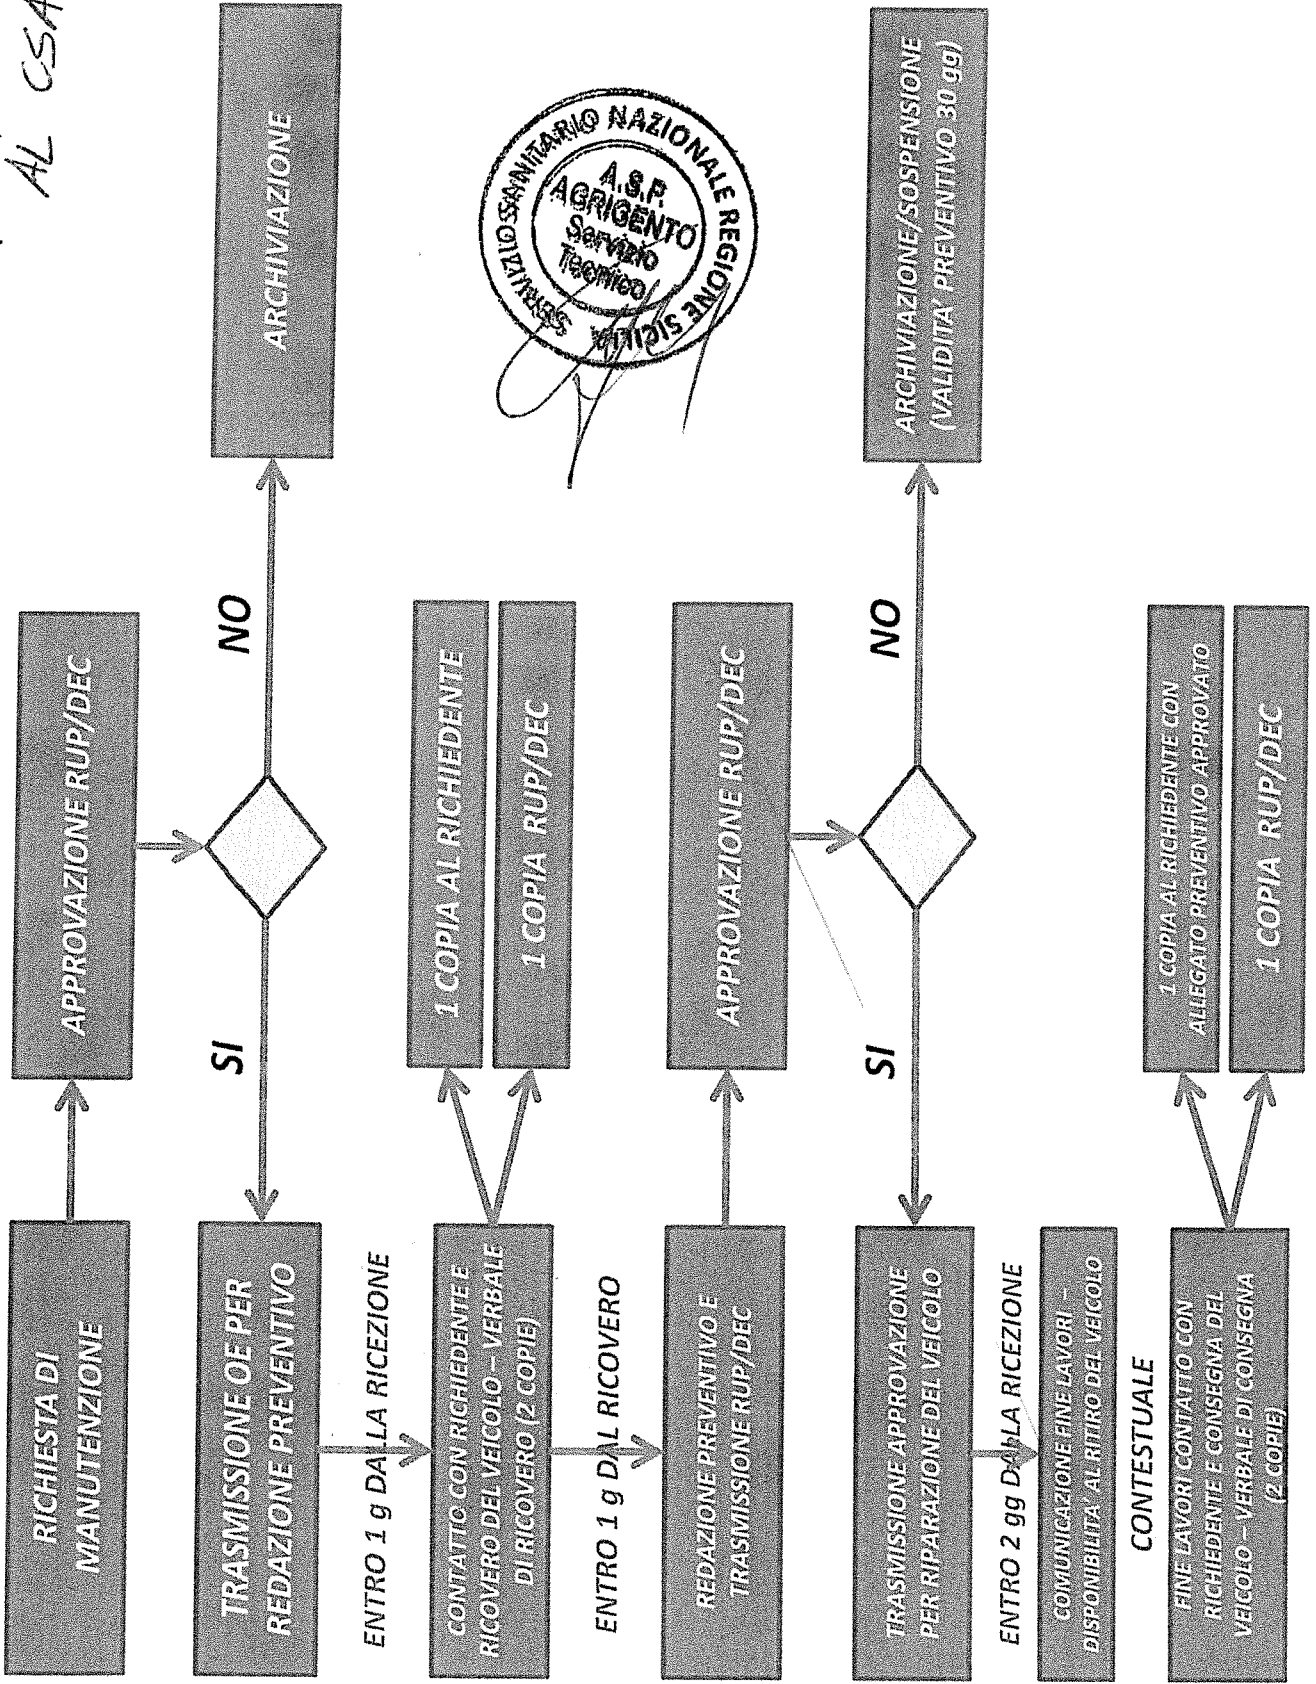 AL CSA
RICHIESTA DI
MANUTENZIONE
APPROVAZIONE RUP/DEC
SI
NO
ARCHIVIAZIONE
TRASMISSIONE OE PER
REDAZIONE PREVENTIVO
ENTRO 1 g DALLA RICEZIONE
CONTATTO CON RICHIEDENTE E
RICOVERO DEL VEICOLO – VERBALE
DI RICOVERO (2 COPIE)
1 COPIA AL RICHIEDENTE
1 COPIA RUP/DEC
ENTRO 1 g DAL RICOVERO
REDAZIONE PREVENTIVO E
TRASMISSIONE RUP/DEC
APPROVAZIONE RUP/DEC
SI
NO
ARCHIVIAZIONE/SOSPENSIONE
(VALIDITA' PREVENTIVO 30 gg)
TRASMISSIONE APPROVAZIONE
PER RIPARAZIONE DEL VEICOLO
ENTRO 2 gg DALLA RICEZIONE
COMUNICAZIONE FINE LAVORI –
DISPONIBILITA' AL RITIRO DEL VEICOLO
CONTESTUALE
FINE LAVORI CONTATTO CON
RICHIEDENTE E CONSEGNA DEL
VEICOLO – VERBALE DI CONSEGNA
(2 COPIE)
1 COPIA AL RICHIEDENTE CON
ALLEGATO PREVENTIVO APPROVATO
1 COPIA RUP/DEC
SERVIZIO SANITARIO NAZIONALE REGIONE SICILIA
A.S.P.
AGRIGENTO
Servizio
Tecnico